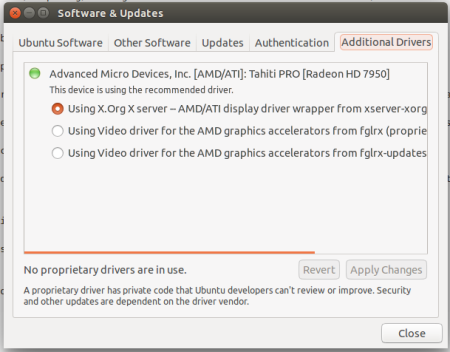 Software & Updates
Ubuntu Software Other Software Updates Authentication Additional Drivers
Advanced Micro Devices, Inc. [AMD/ATI]: Tahiti PRO [Radeon HD 7950]
This device is using the recommended driver.
Using X.Org X server – AMD/ATI display driver wrapper from xserver-xorg
Using Video driver for the AMD graphics accelerators from fglrx (proprie
Using Video driver for the AMD graphics accelerators from fglrx-updates
No proprietary drivers are in use.
Revert Apply Changes
A proprietary driver has private code that Ubuntu developers can't review or improve. Security
and other updates are dependent on the driver vendor.
Close